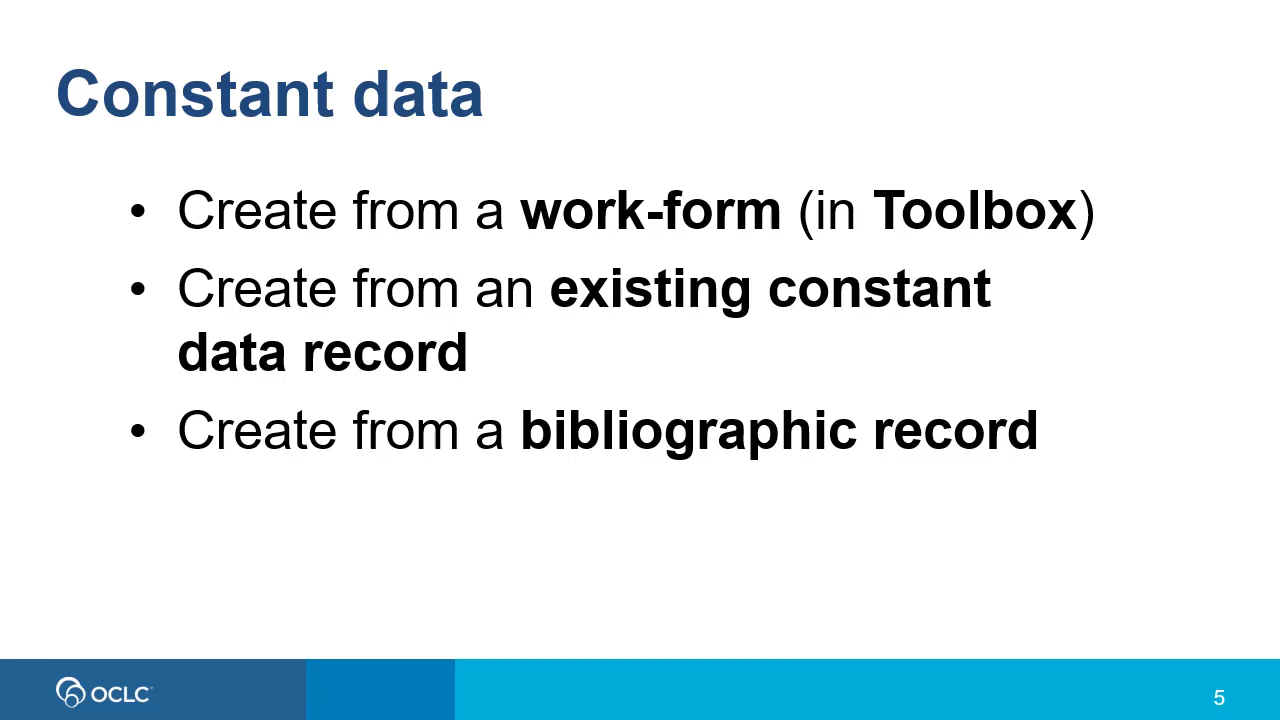 Constant data
• Create from a work-form (in Toolbox)
• Create from an existing constant
data record
• Create from a bibliographic record
OCLC
5